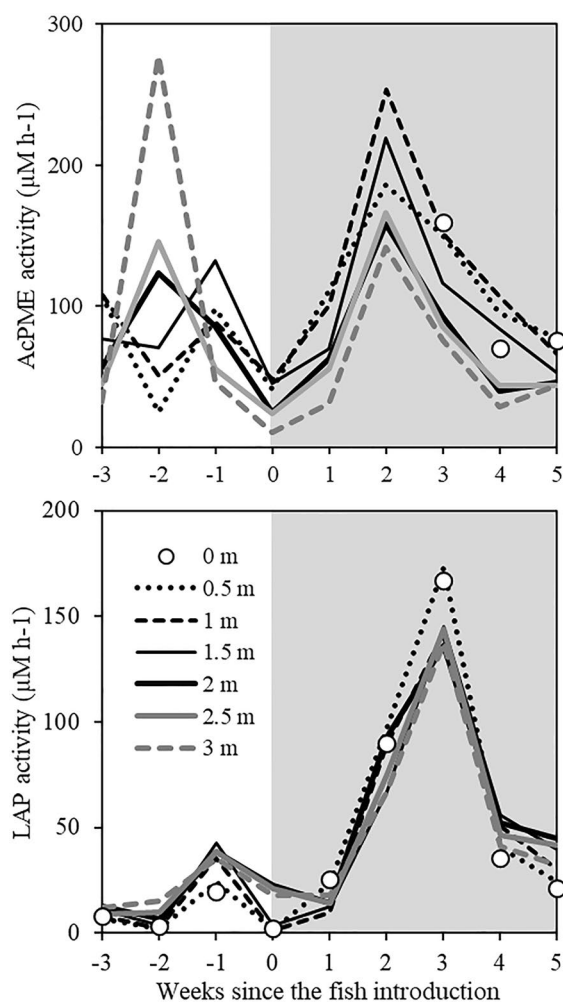 AcPME activity (µM h-1)
300
200
100
0
-3 -2 -1 0 1 2 3 4 5
LAP activity (µM h-1)
200
150
100
50
0
0 m
0.5 m
1 m
1.5 m
2 m
2.5 m
3 m
-3 -2 -1 0 1 2 3 4 5
Weeks since the fish introduction